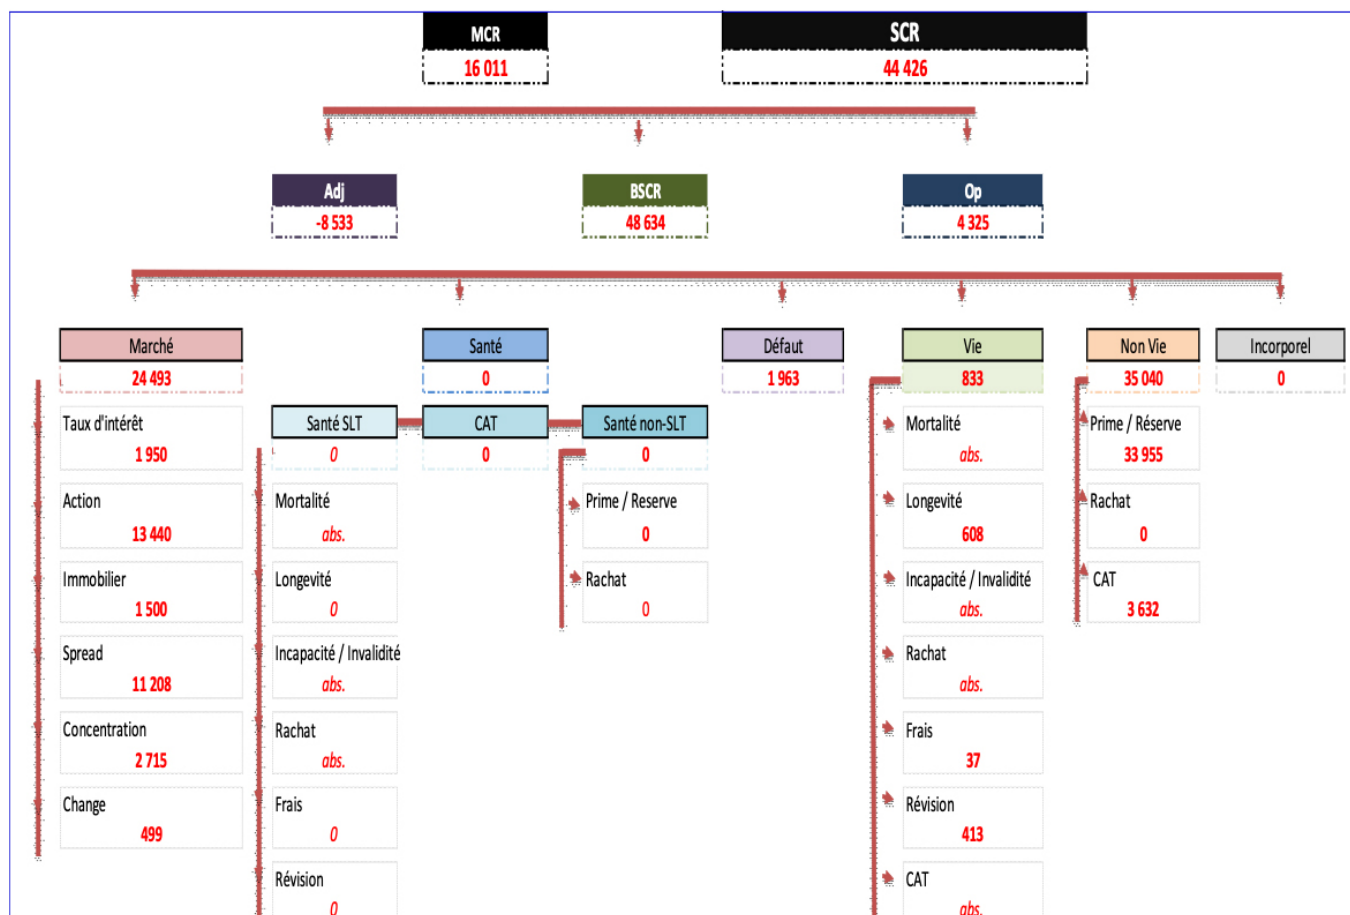 MCR
16 011
SCR
44 426
Adj
-8 533
BSCR
48 634
Op
4 325
Marché
24 493
Santé
0
Défaut
1 963
Vie
833
Non Vie
35 040
Incorporel
0
Taux d'intérêt
1 950
Action
13 440
Immobilier
1 500
Spread
11 208
Concentration
2 715
Change
499
Santé SLT
0
Mortalité
abs.
Longevité
0
Incapacité / Invalidité
abs.
Rachat
abs.
Frais
0
Révision
0
CAT
0
Santé non-SLT
0
Prime / Reserve
0
Rachat
0
Mortalité
abs.
Longevité
608
Incapacité / Invalidité
abs.
Rachat
abs.
Frais
37
Révision
413
CAT
abs.
Prime / Réserve
33 955
Rachat
0
CAT
3 632